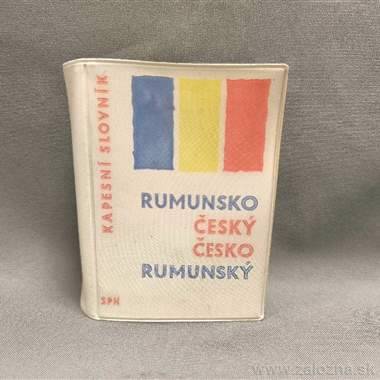 KAPESNÍ SLOVNÍK
RUMUNSKO
ČESKÝ
ČESKO
RUMUNSKÝ
SPN
www.zalozna.sk